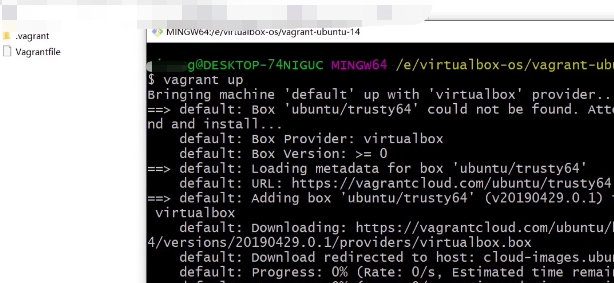 .vagrant
Vagrantfile
MINGW64:/e/virtualbox-os/vagrant-ubuntu-14
g@DESKTOP-74NIGUC MINGW64 /e/virtualbox-os/vagrant-ub
$ vagrant up
Bringing machine 'default' up with 'virtualbox' provider...
==> default: Box 'ubuntu/trusty64' could not be found. Atte
nd and install...
default: Box Provider: virtualbox
default: Box Version: >= 0
==> default: Loading metadata for box 'ubuntu/trusty64'
default: URL: https://vagrantcloud.com/ubuntu/trusty64
==> default: Adding box 'ubuntu/trusty64' (v20190429.0.1)
virtualbox
default: Downloading: https://vagrantcloud.com/ubuntu/
4/versions/20190429.0.1/providers/virtualbox.box
default: Download redirected to host: cloud-images.ubun
default: Progress: 0% (Rate: 0/s, Estimated time remain